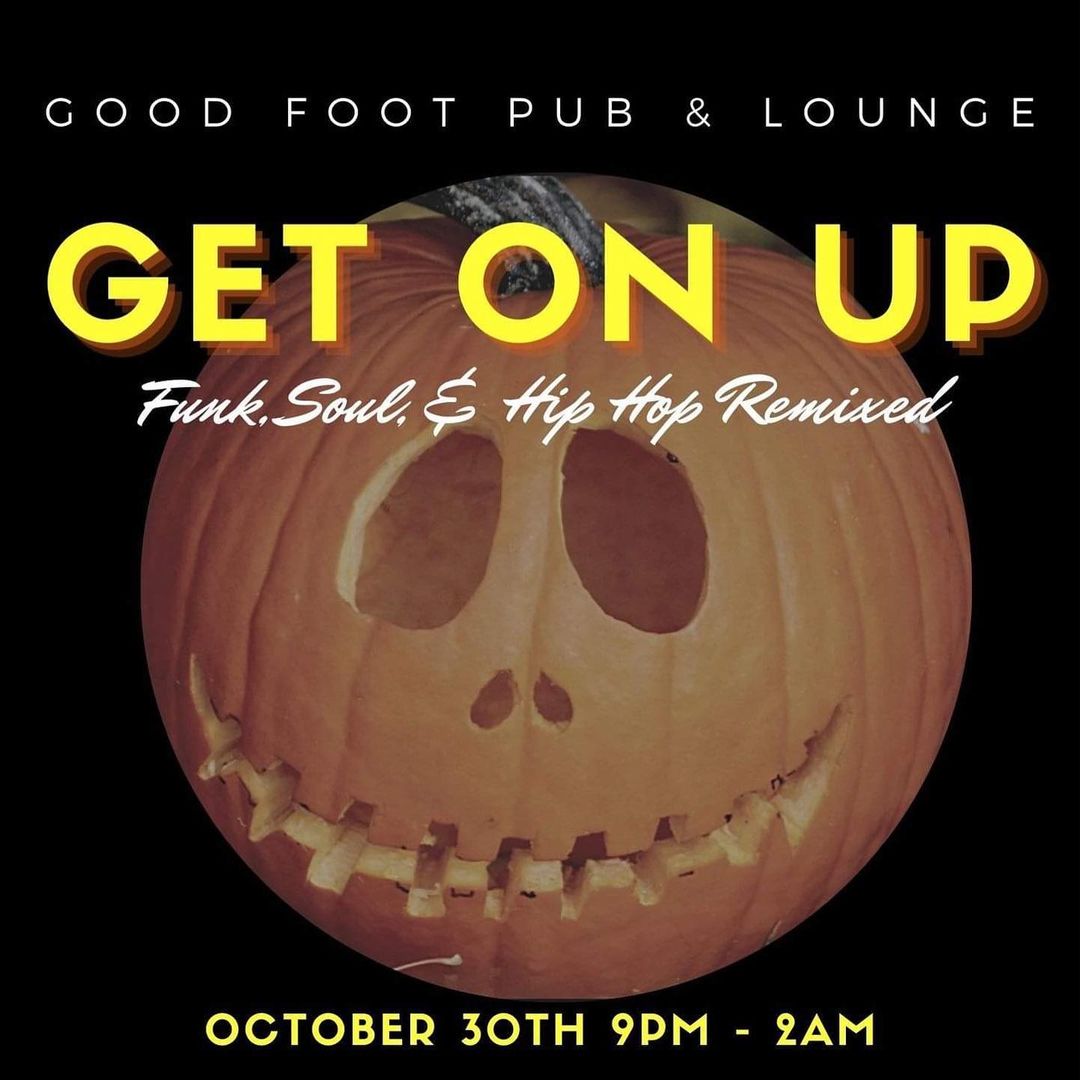 GOOD FOOT PUB & LOUNGE
GET ON UP
Funk, Soul, & Hip Hop Remixed
OCTOBER 30TH 9PM - 2AM